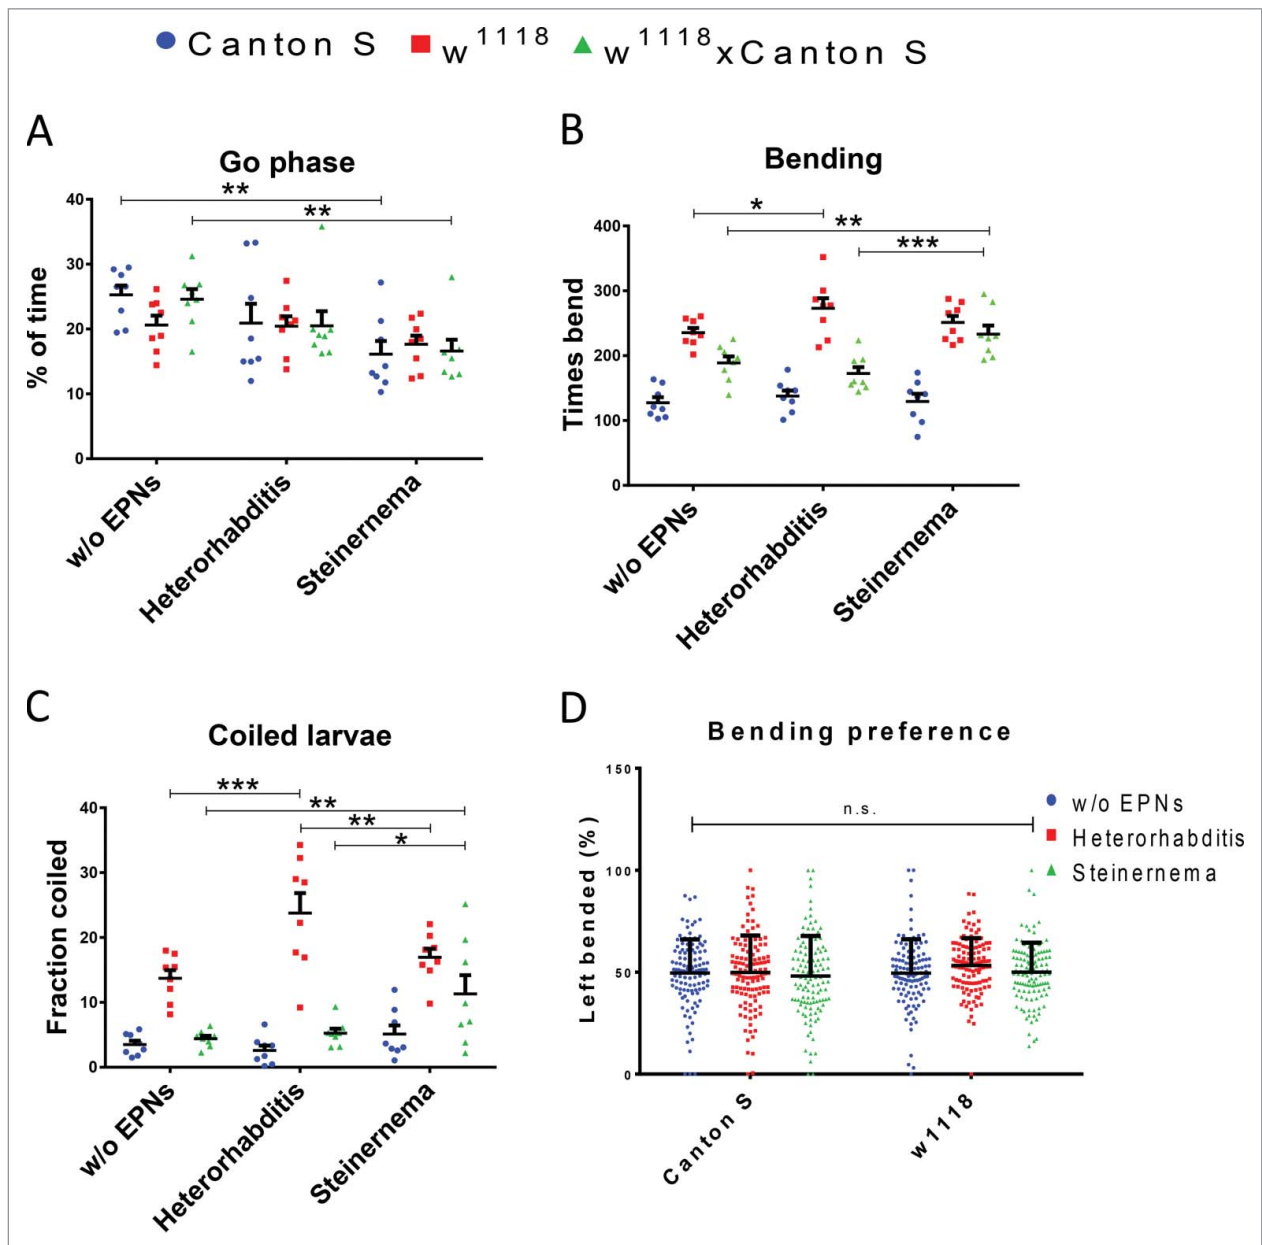 Canton S w1118 w1118xCanton S
A
Go phase
**
**
% of time
40
30
20
10
0
w/o EPNs
Heterorhabditis
Steinernema
B
Bending
*
**
***
Times bend
400
300
200
100
0
w/o EPNs
Heterorhabditis
Steinernema
C
Coiled larvae
***
**
**
*
Fraction coiled
40
30
20
10
0
w/o EPNs
Heterorhabditis
Steinernema
D
Bending preference
n.s.
Left bended (%)
150
100
50
0
Canton S
w1118
w/o EPNs
Heterorhabditis
Steinernema